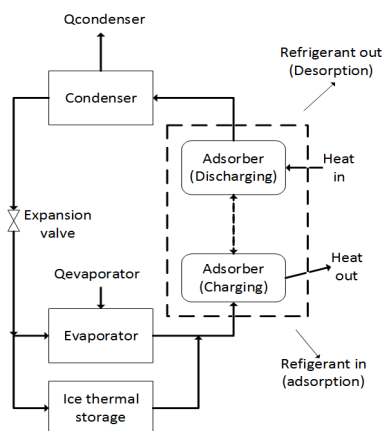 Qcondenser
Refrigerant out
(Desorption)
Condenser
Adsorber
(Discharging)
Heat
in
Expansion
valve
Qevaporator
Adsorber
(Charging)
Heat
out
Evaporator
Refigerant in
(adsorption)
Ice thermal
storage